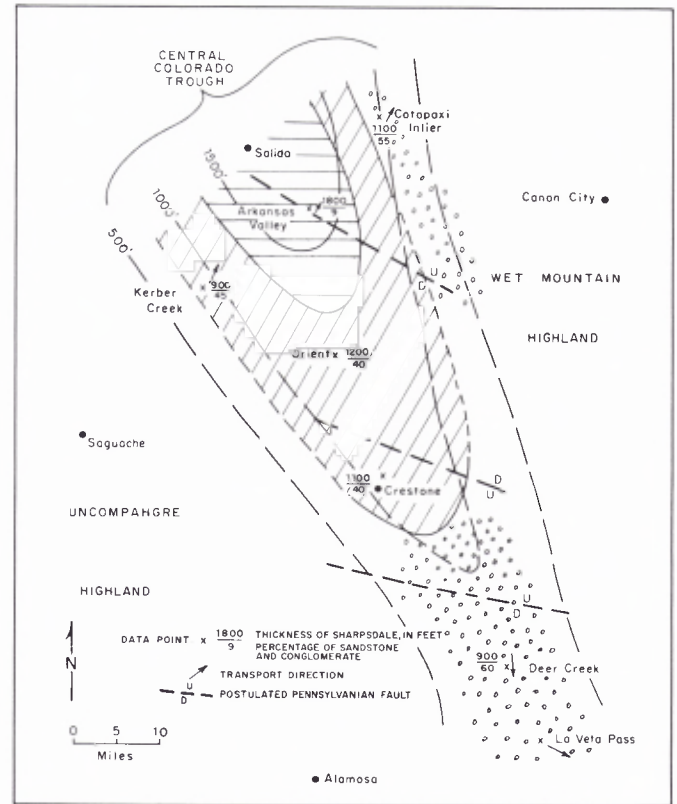 CENTRAL
COLORADO
TROUGH
Cotopaxi
Inlier
1100
55
Salida
1500'
1000'
500'
Canon City
Arkansas
Valley
1800
9
WET MOUNTAIN
HIGHLAND
U
D
900
45
Kerber
Creek
Orient x 1200
40
Saguache
D
U
1100
40
Crestone
UNCOMPAHGRE
HIGHLAND
U
D
N
DATA POINT x 1800 THICKNESS OF SHARPSDALE, IN FEET
9 PERCENTAGE OF SANDSTONE
AND CONGLOMERATE
TRANSPORT DIRECTION
U
D
POSTULATED PENNSYLVANIAN FAULT
900
60
x
Deer Creek
0 5 10
Miles
x La Veta Pass
Alamosa